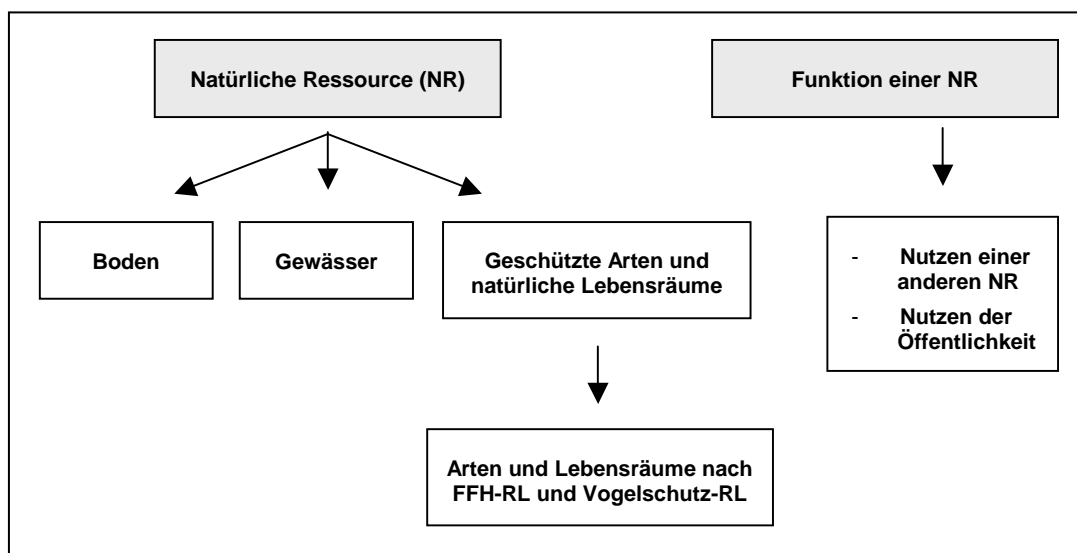 Natürliche Ressource (NR)
Funktion einer NR
Boden
Gewässer
Geschützte Arten und
natürliche Lebensräume
- Nutzen einer
anderen NR
- Nutzen der
Öffentlichkeit
Arten und Lebensräume nach
FFH-RL und Vogelschutz-RL